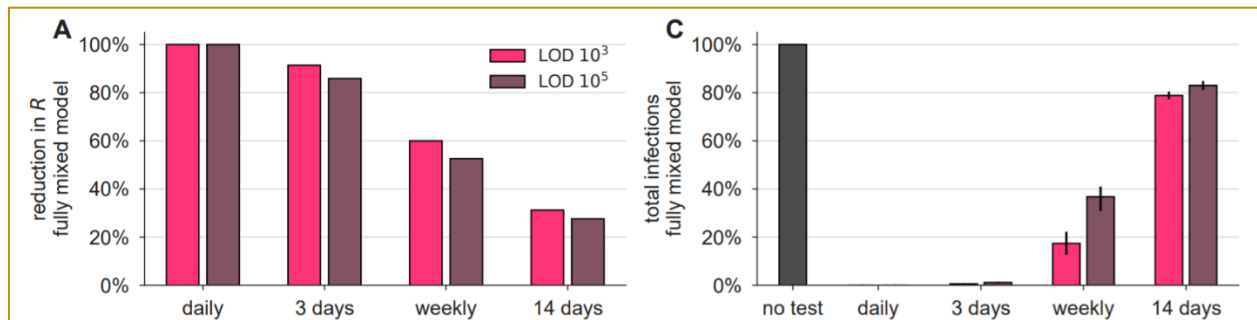 A
reduction in R
fully mixed model
100%
80%
60%
40%
20%
0%
LOD 10³
LOD 10⁵
daily 3 days weekly 14 days
C
total infections
fully mixed model
100%
80%
60%
40%
20%
0%
no test daily 3 days weekly 14 days